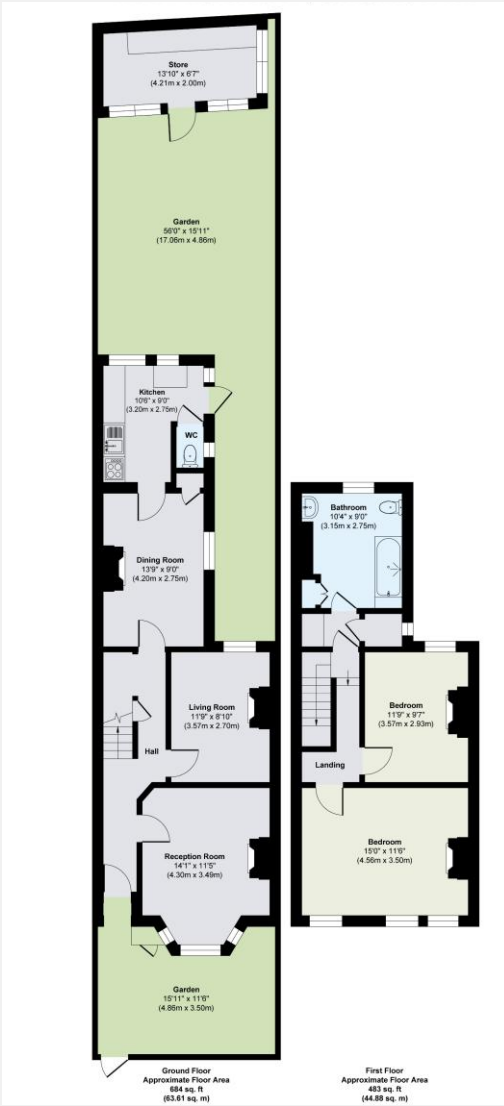 Store
13'10" x 6'7"
(4.21m x 2.00m)
Garden
56'0" x 15'11"
(17.06m x 4.86m)
Kitchen
10'6" x 9'0"
(3.20m x 2.75m)
WC
Dining Room
13'9" x 9'0"
(4.20m x 2.75m)
Living Room
11'9" x 8'10"
(3.57m x 2.70m)
Hall
Reception Room
14'1" x 11'5"
(4.30m x 3.49m)
Garden
15'11" x 11'6"
(4.86m x 3.50m)
Ground Floor
Approximate Floor Area
684 sq. ft
(63.61 sq. m)
Bathroom
10'4" x 9'0"
(3.15m x 2.75m)
Bedroom
11'9" x 9'7"
(3.57m x 2.93m)
Landing
Bedroom
15'0" x 11'6"
(4.56m x 3.50m)
First Floor
Approximate Floor Area
483 sq. ft
(44.88 sq. m)